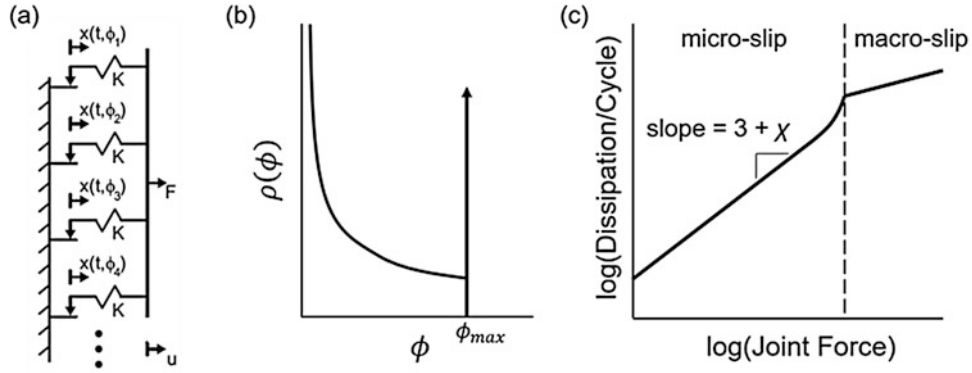 (a)
x(t,ϕ1)
K
x(t,ϕ2)
K
x(t,ϕ3)
F
K
x(t,ϕ4)
K
u
(b)
ρ(ϕ)
ϕ
ϕmax
(c)
micro-slip
macro-slip
slope = 3 + χ
log(Dissipation/Cycle)
log(Joint Force)